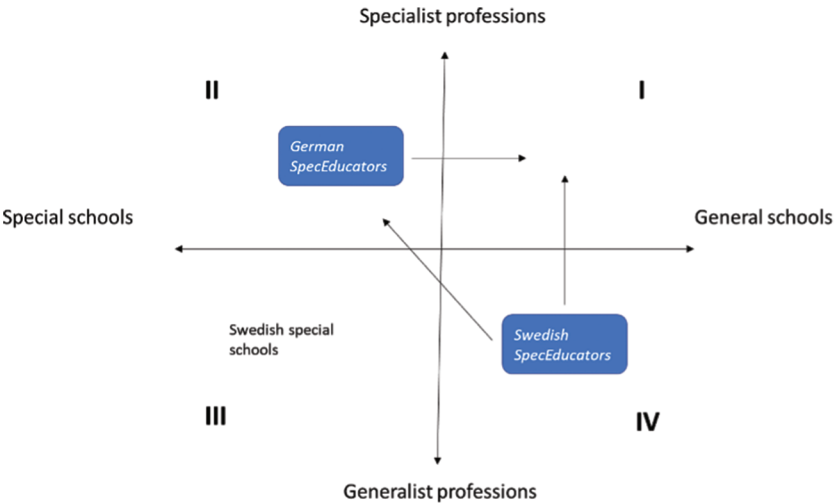 Specialist professions
II
I
German
SpecEducators
Special schools
General schools
Swedish special
schools
Swedish
SpecEducators
III
IV
Generalist professions